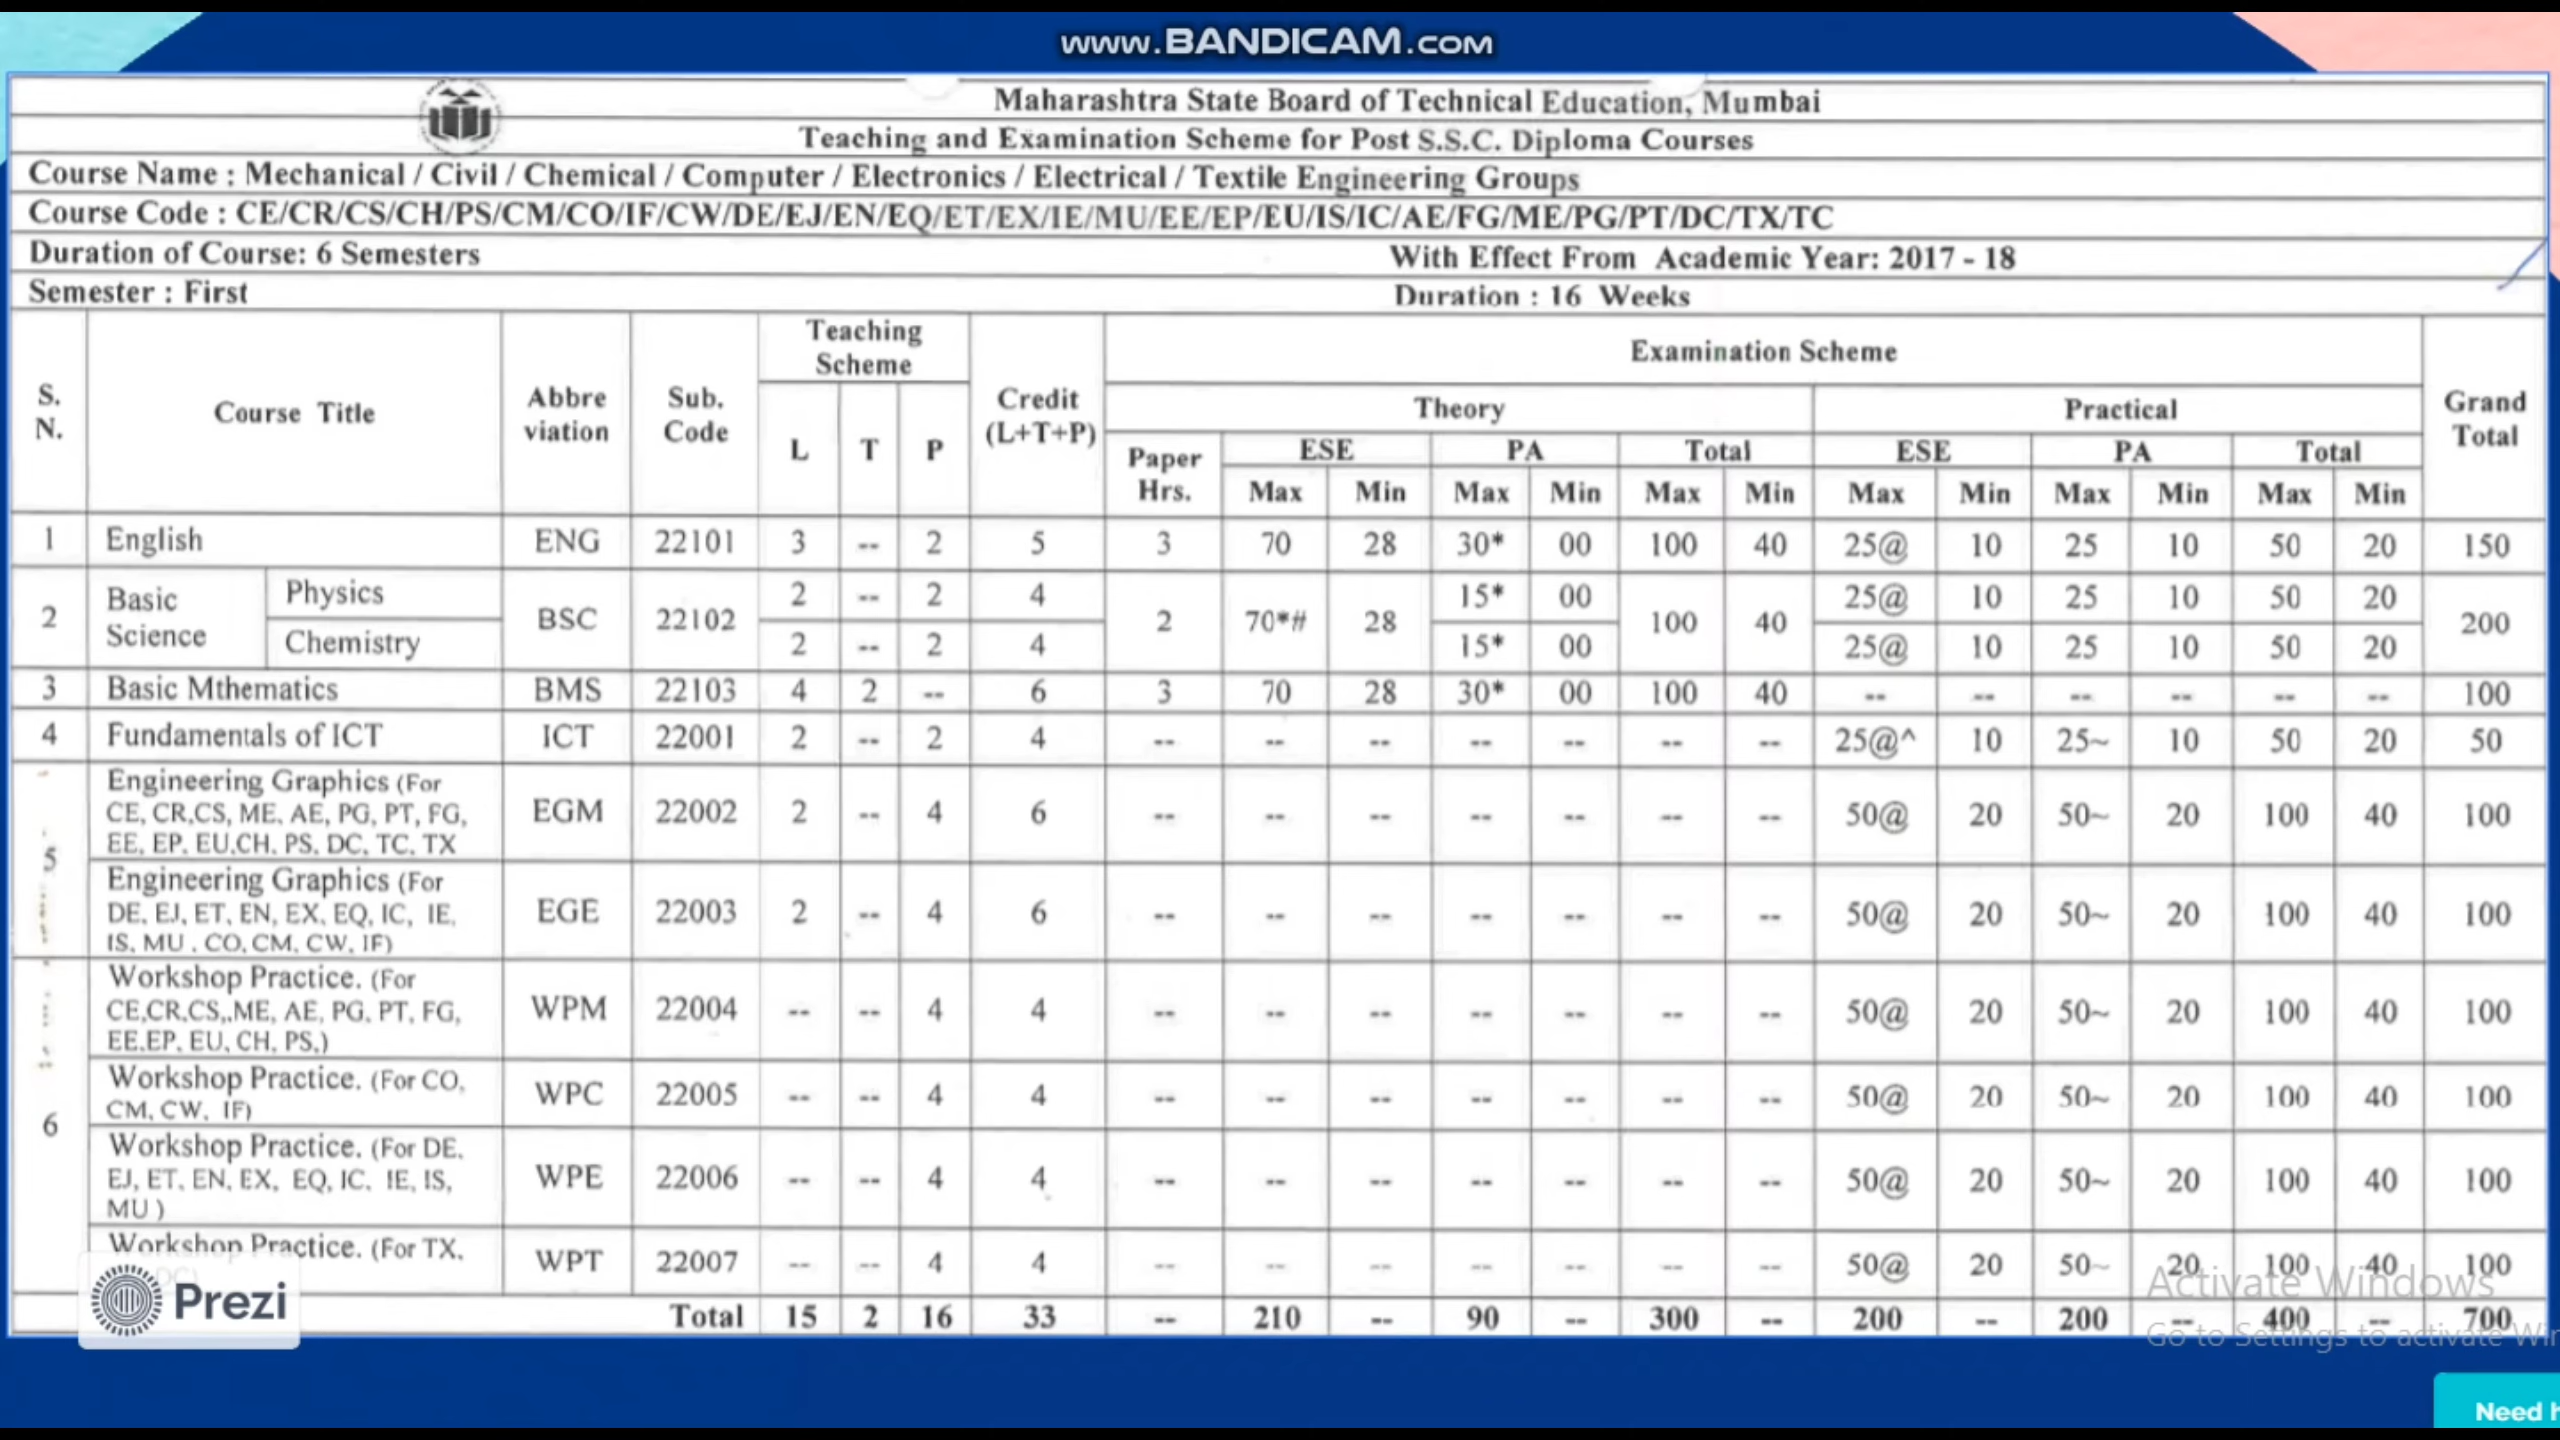 www.BANDICAM.COM
Maharashtra State Board of Technical Education, Mumbai
Teaching and Examination Scheme for Post S.S.C. Diploma Courses
Course Name : Mechanical / Civil / Chemical / Computer / Electronics / Electrical / Textile Engineering Groups
Course Code : CE/CR/CS/CH/PS/CM/CO/IF/CW/DE/EJ/EN/EQ/ET/EX/IE/MU/EE/EP/EU/IS/IC/AE/FG/ME/PG/PT/DC/TX/TC
Duration of Course: 6 Semesters With Effect From Academic Year: 2017 - 18
Semester : First Duration : 16 Weeks
S. N. Course Title Abbre viation Sub. Code Teaching Scheme Credit (L+T+P) Examination Scheme Grand Total
L T P Theory Practical
Paper Hrs. ESE PA Total ESE PA Total
Max Min Max Min Max Min Max Min Max Min Max Min
1 English ENG 22101 3 -- 2 5 3 70 28 30* 00 100 40 25@ 10 25 10 50 20 150
2 Basic Science Physics BSC 22102 2 -- 2 4 2 70*# 28 15* 00 100 40 25@ 10 25 10 50 20 200
Chemistry 2 -- 2 4 15* 00 25@ 10 25 10 50 20
3 Basic Mthematics BMS 22103 4 2 -- 6 3 70 28 30* 00 100 40 -- -- -- -- -- -- 100
4 Fundamentals of ICT ICT 22001 2 -- 2 4 -- -- -- -- -- -- -- 25@^ 10 25~ 10 50 20 50
5 Engineering Graphics (For
CE, CR,CS, ME, AE, PG, PT, FG,
EE, EP, EU,CH, PS, DC, TC, TX EGM 22002 2 -- 4 6 -- -- -- -- -- -- -- 50@ 20 50~ 20 100 40 100
Engineering Graphics (For
DE, EJ, ET, EN, EX, EQ, IC, IE,
IS, MU , CO, CM, CW, IF) EGE 22003 2 -- 4 6 -- -- -- -- -- -- -- 50@ 20 50~ 20 100 40 100
6 Workshop Practice. (For
CE,CR,CS,,ME, AE, PG, PT, FG,
EE,EP, EU, CH, PS,) WPM 22004 -- -- 4 4 -- -- -- -- -- -- -- 50@ 20 50~ 20 100 40 100
Workshop Practice. (For CO,
CM, CW, IF) WPC 22005 -- -- 4 4 -- -- -- -- -- -- -- 50@ 20 50~ 20 100 40 100
Workshop Practice. (For DE,
EJ, ET, EN, EX, EQ, IC, IE, IS,
MU ) WPE 22006 -- -- 4 4 -- -- -- -- -- -- -- 50@ 20 50~ 20 100 40 100
Workshop Practice. (For TX, WPT 22007 -- -- 4 4 -- -- -- -- -- -- -- 50@ 20 50~ 20 100 40 100
Total 15 2 16 33 -- 210 -- 90 -- 300 -- 200 -- 200 -- 400 -- 700
Prezi
Activate Windows
Go to Settings to activate
Need